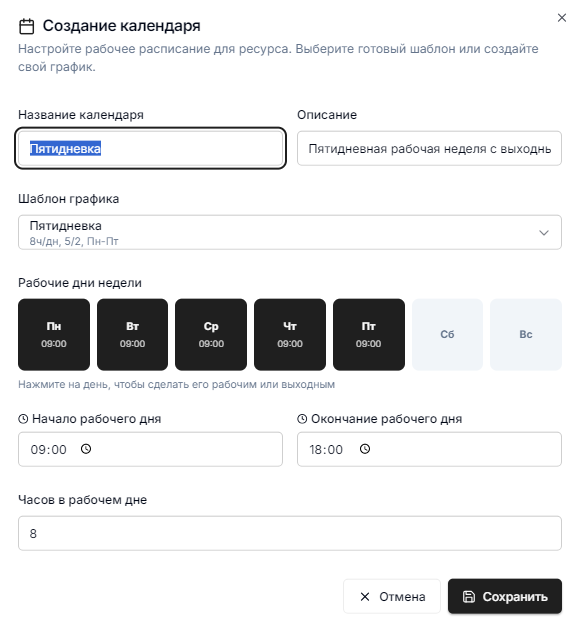 Создание календаря
Настройте рабочее расписание для ресурса. Выберите готовый шаблон или создайте
свой график.
Название календаря
Описание
Пятидневка
Пятидневная рабочая неделя с выходнь
Шаблон графика
Пятидневка
8ч/дн, 5/2, Пн-Пт
Рабочие дни недели
Пн
Вт
Ср
Чт
Пт
Сб
Вс
09:00
09:00
09:00
09:00
09:00
Нажмите на день, чтобы сделать его рабочим или выходным
Начало рабочего дня
Окончание рабочего дня
09:00
18:00
Часов в рабочем дне
8
Отмена
Сохранить